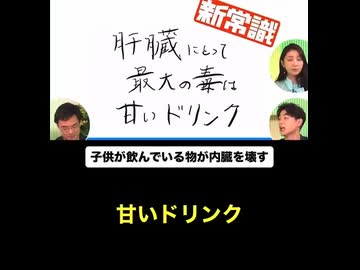 新常識
肝臓にとって
最大の毒は
甘いドリンク
子供が飲んでいる物が内臓を壊す
甘いドリンク